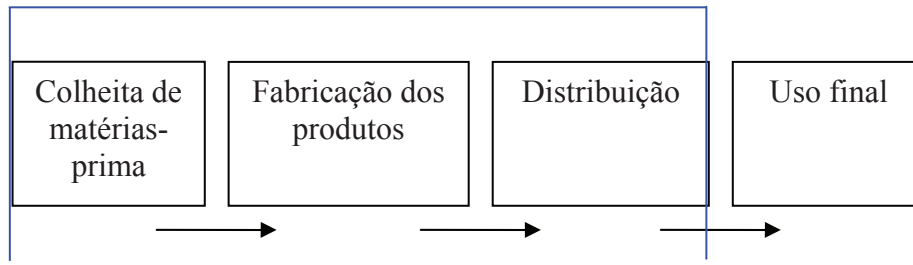 Colheita de
matérias-
prima
Fabricação dos
produtos
Distribuição
Uso final